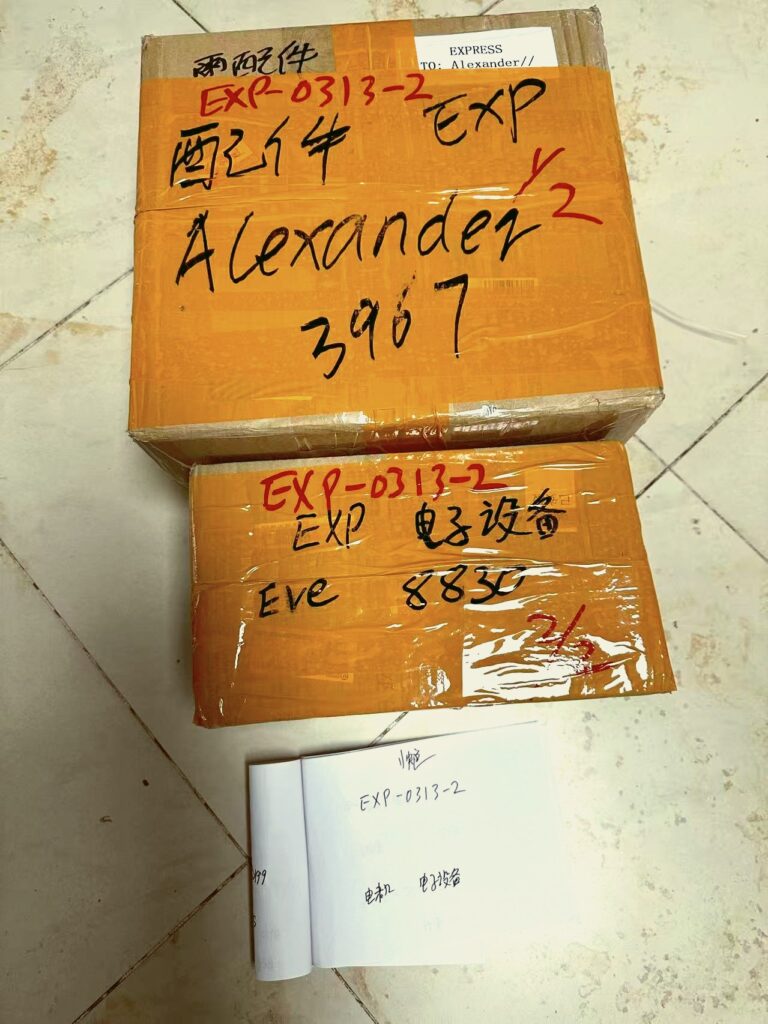 配件
EXPRESS
TO: Alexander//
EXP-0313-2
配件 EXP
1/2
Alexander
3967
EXP-0313-2
EXP 电子设备
Eve 8830
2/2
EXP-0313-2
电子设备